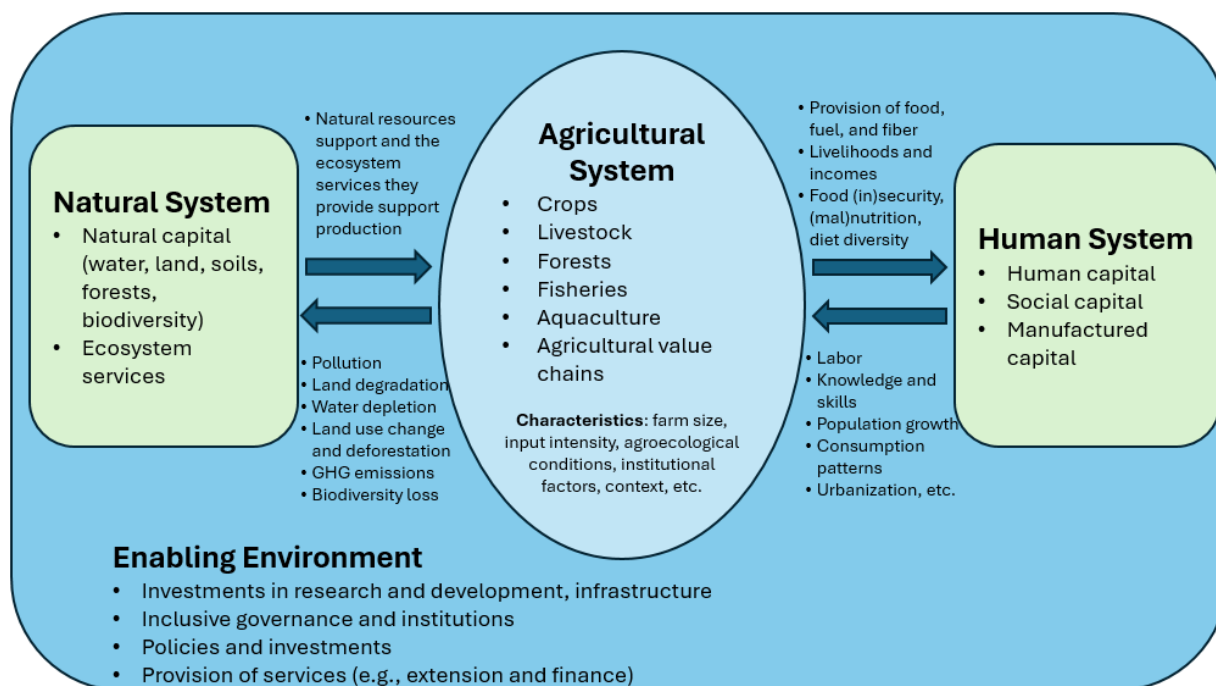 Natural System
• Natural capital
(water, land, soils,
forests,
biodiversity)
• Ecosystem
services
• Natural resources
support and the
ecosystem
services they
provide support
production
• Pollution
• Land degradation
• Water depletion
• Land use change
and deforestation
• GHG emissions
• Biodiversity loss
Agricultural
System
• Crops
• Livestock
• Forests
• Fisheries
• Aquaculture
• Agricultural value
chains
Characteristics: farm size,
input intensity, agroecological
conditions, institutional
factors, context, etc.
• Provision of food,
fuel, and fiber
• Livelihoods and
incomes
• Food (in)security,
(mal)nutrition,
diet diversity
• Labor
• Knowledge and
skills
• Population growth
• Consumption
patterns
• Urbanization, etc.
Human System
• Human capital
• Social capital
• Manufactured
capital
Enabling Environment
• Investments in research and development, infrastructure
• Inclusive governance and institutions
• Policies and investments
• Provision of services (e.g., extension and finance)